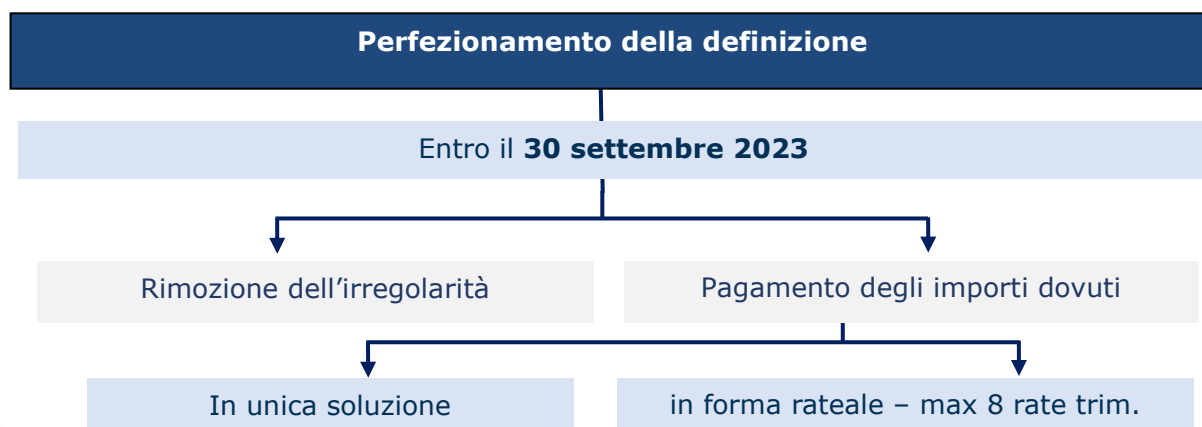 Perfezionamento della definizione
Entro il 30 settembre 2023
Rimozione dell'irregolarità
Pagamento degli importi dovuti
In unica soluzione
in forma rateale – max 8 rate trim.